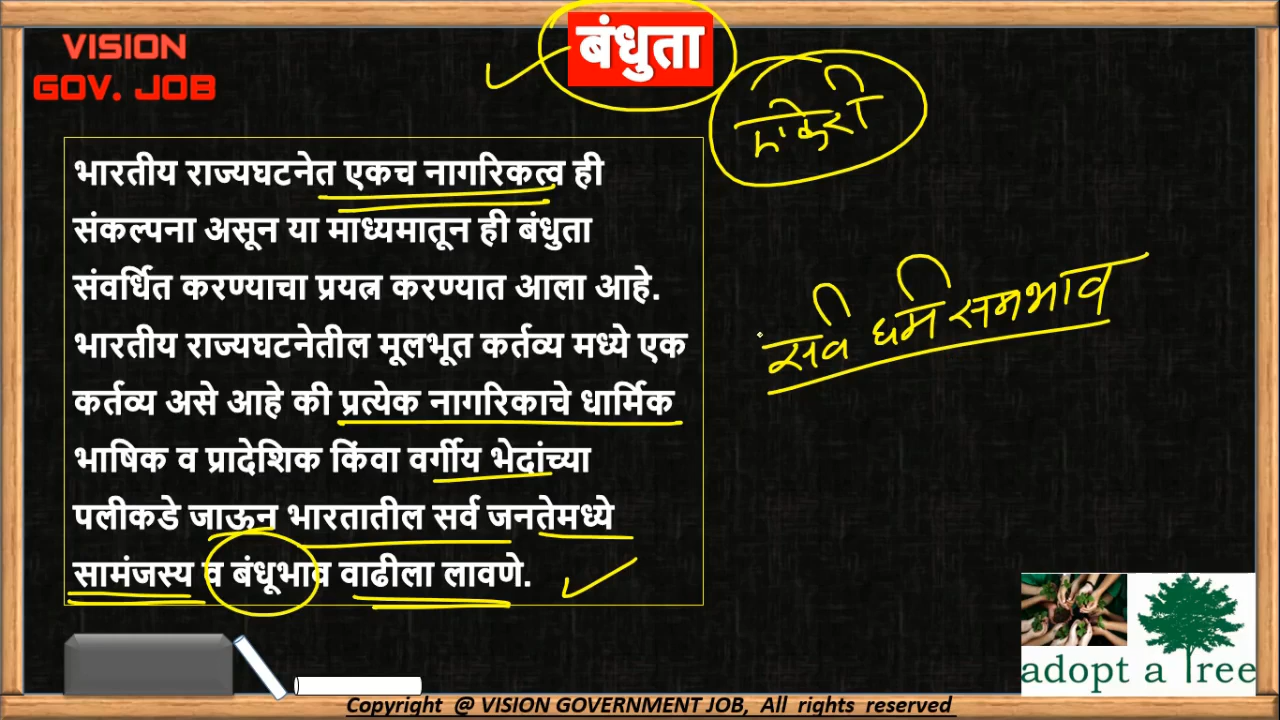 VISION
GOV. JOB
बंधुता
भारतीय राज्यघटनेत एकच नागरिकत्व ही
संकल्पना असून या माध्यमातून ही बंधुता
संवर्धित करण्याचा प्रयत्न करण्यात आला आहे.
भारतीय राज्यघटनेतील मूलभूत कर्तव्य मध्ये एक
कर्तव्य असे आहे की प्रत्येक नागरिकाचे धार्मिक
भाषिक व प्रादेशिक किंवा वर्गीय भेदांच्या
पलीकडे जाऊन भारतातील सर्व जनतेमध्ये
सामंजस्य व बंधूभाव वाढीला लावणे.
सर्व धर्म समभाव
adopt a Tree
Copyright @ VISION GOVERNMENT JOB, All rights reserved